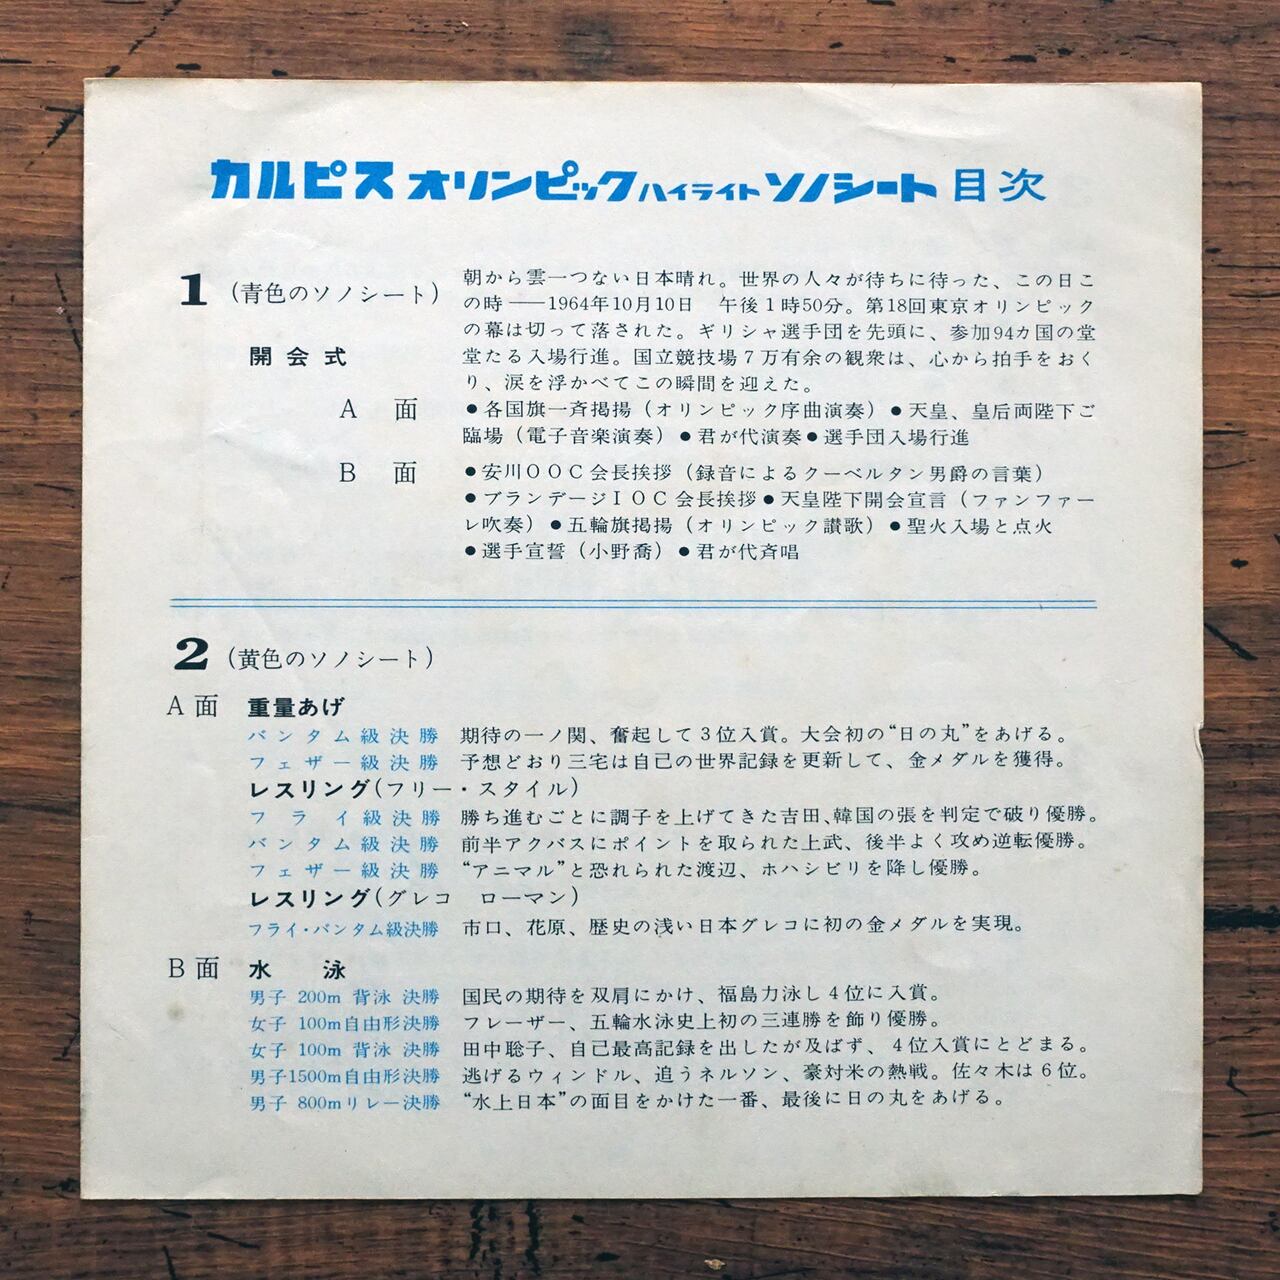 カルピス オリンピック ハイライト ソノシート 目次
1 (青色のソノシート)
開会式
朝から雲一つない日本晴れ。世界の人々が待ちに待った、この日こ
の時——1964年10月10日　午後1時50分。第18回東京オリンピック
の幕は切って落された。ギリシャ選手団を先頭に、参加94カ国の堂
堂たる入場行進。国立競技場7万有余の観衆は、心から拍手をおく
り、涙を浮かべてこの瞬間を迎えた。
A 面
●各国旗一斉掲揚(オリンピック序曲演奏)●天皇、皇后両陛下ご
臨場(電子音楽演奏)●君が代演奏●選手団入場行進
B 面
●安川OOC会長挨拶(録音によるクーベルタン男爵の言葉)
●ブランデージIOC会長挨拶●天皇陛下開会宣言(ファンファー
レ吹奏)●五輪旗掲揚(オリンピック讃歌)●聖火入場と点火
●選手宣誓(小野喬)●君が代斉唱
2 (黄色のソノシート)
A面 重量あげ
バンタム級決勝 期待の一ノ関、奮起して3位入賞。大会初の“日の丸”をあげる。
フェザー級決勝 予想どおり三宅は自己の世界記録を更新して、金メダルを獲得。
レスリング(フリー・スタイル)
フライ級決勝 勝ち進むごとに調子を上げてきた吉田、韓国の張を判定で破り優勝。
バンタム級決勝 前半アクバスにポイントを取られた上武、後半よく攻め逆転優勝。
フェザー級決勝 “アニマル”と恐れられた渡辺、ホハシビリを降し優勝。
レスリング(グレコ　ローマン)
フライ・バンタム級決勝 市口、花原、歴史の浅い日本グレコに初の金メダルを実現。
B面 水　泳
男子 200m 背泳 決勝 国民の期待を双肩にかけ、福島力泳し4位に入賞。
女子 100m自由形決勝 フレーザー、五輪水泳史上初の三連勝を飾り優勝。
女子 100m 背泳 決勝 田中聡子、自己最高記録を出したが及ばず、4位入賞にとどまる。
男子1500m自由形決勝 逃げるウィンドル、追うネルソン、豪対米の熱戦。佐々木は6位。
男子 800mリレー決勝 “水上日本”の面目をかけた一番、最後に日の丸をあげる。